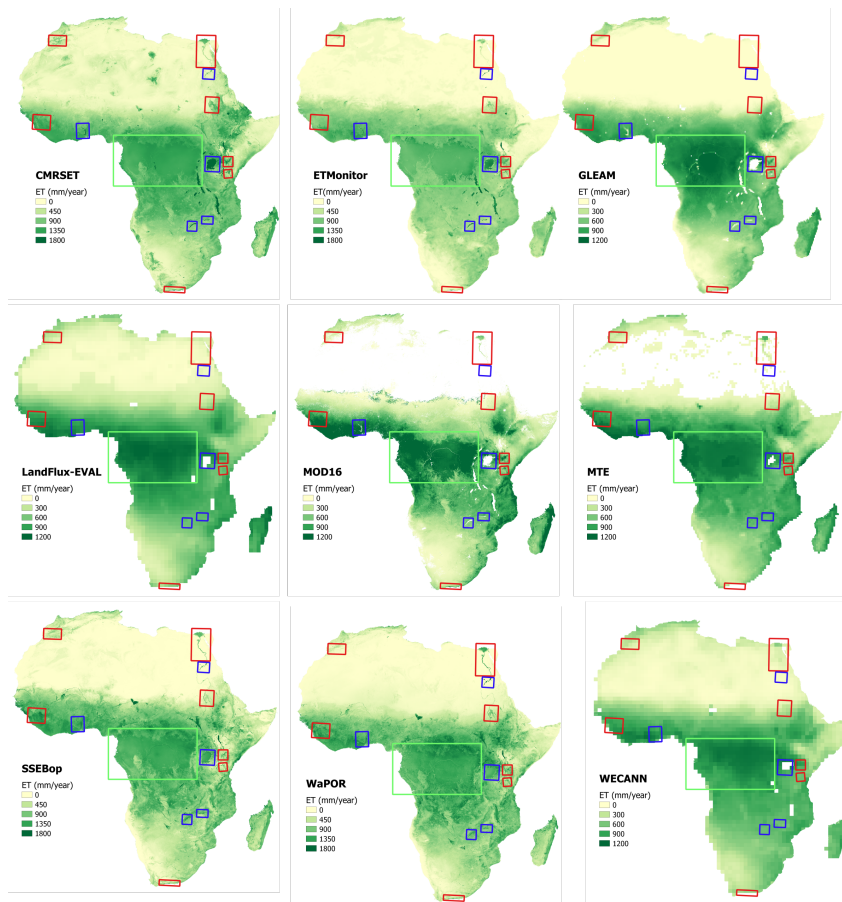 CMRSET
ET (mm/year)
0
450
900
1350
1800
ETMonitor
ET(mm/year)
0
450
900
1350
1800
GLEAM
ET (mm/year)
0
300
600
900
1200
LandFlux-EVAL
ET (mm/year)
0
300
600
900
1200
MOD16
ET (mm/year)
0
300
600
900
1200
MTE
ET (mm/year)
0
300
600
900
1200
SSEBop
ET (mm/year)
0
450
900
1350
1800
WaPOR
ET (mm/year)
0
450
900
1350
1800
WECANN
ET (mm/year)
0
300
600
900
1200